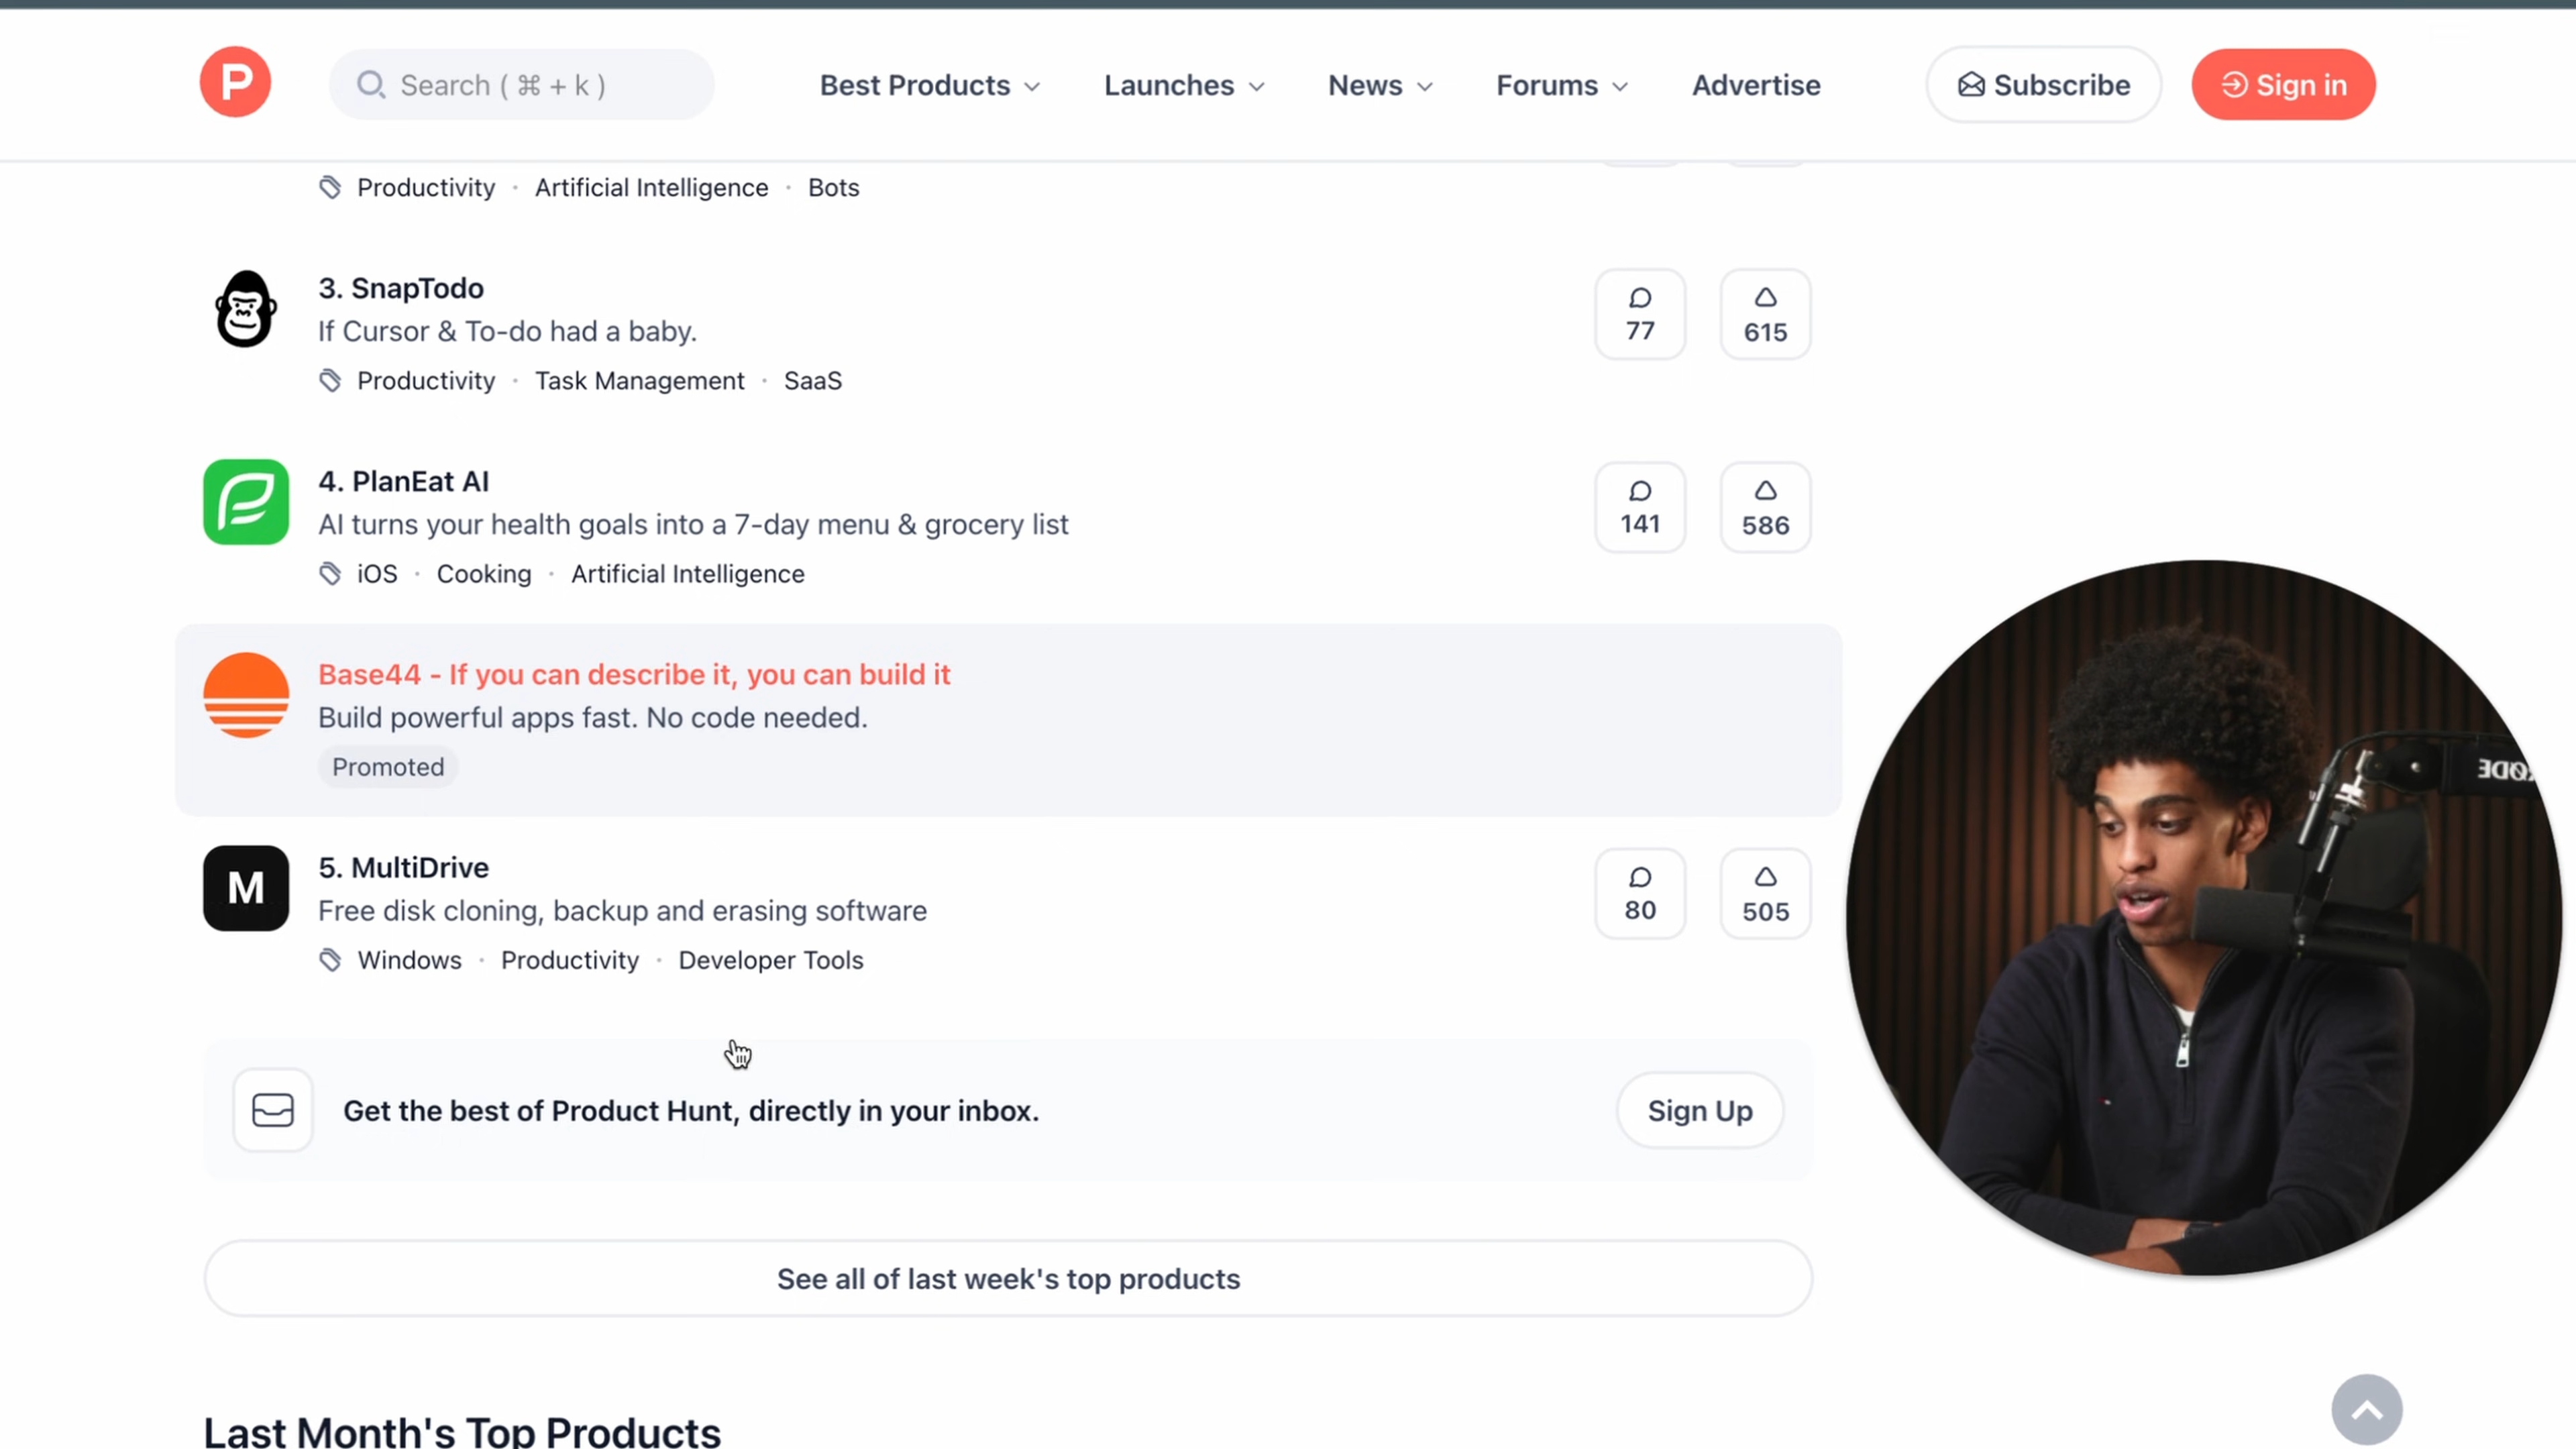 P
Search ( ⌘ + k )
Best Products
Launches
News
Forums
Advertise
Subscribe
Sign in
Productivity · Artificial Intelligence · Bots
3. SnapTodo
If Cursor & To-do had a baby.
Productivity · Task Management · SaaS
77
615
4. PlanEat AI
AI turns your health goals into a 7-day menu & grocery list
iOS · Cooking · Artificial Intelligence
141
586
Base44 - If you can describe it, you can build it
Build powerful apps fast. No code needed.
Promoted
RØDE
M
5. MultiDrive
Free disk cloning, backup and erasing software
Windows · Productivity · Developer Tools
80
505
Get the best of Product Hunt, directly in your inbox.
Sign Up
See all of last week's top products
Last Month's Top Products